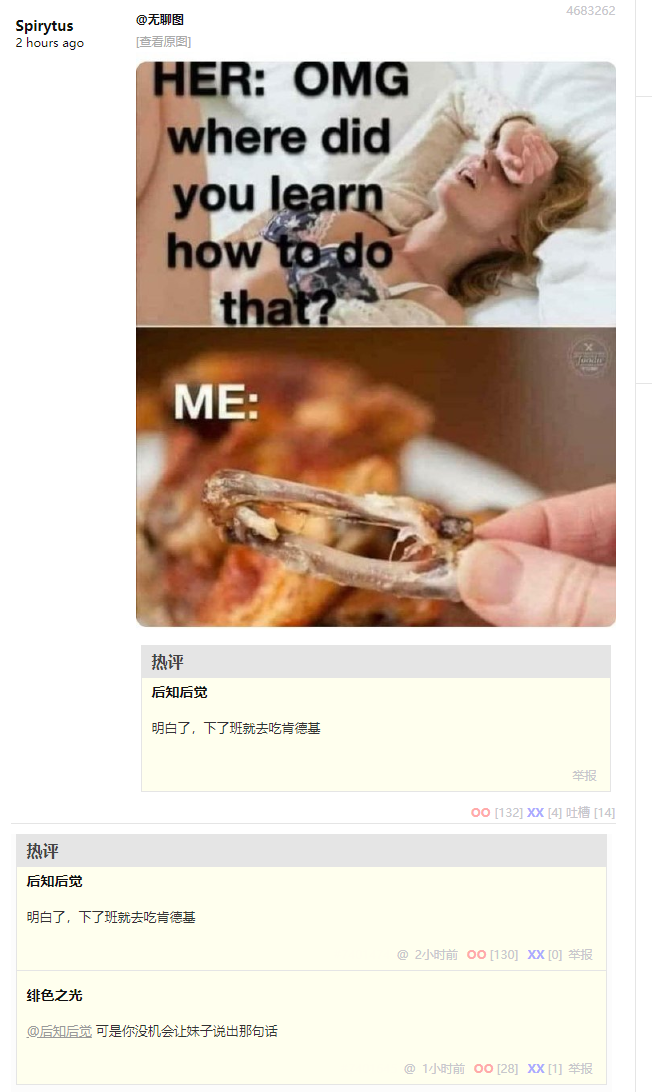 Spirytus
2 hours ago
@无聊图
4683262
[查看原图]
HER: OMG
where did
you learn
how to do
that?
ME:
热评
后知后觉
明白了，下了班就去吃肯德基
举报
OO [132] XX [4] 吐槽 [14]
热评
后知后觉
明白了，下了班就去吃肯德基
@ 2小时前 OO [130] XX [0] 举报
绯色之光
@后知后觉 可是你没机会让妹子说出那句话
@ 1小时前 OO [28] XX [1] 举报